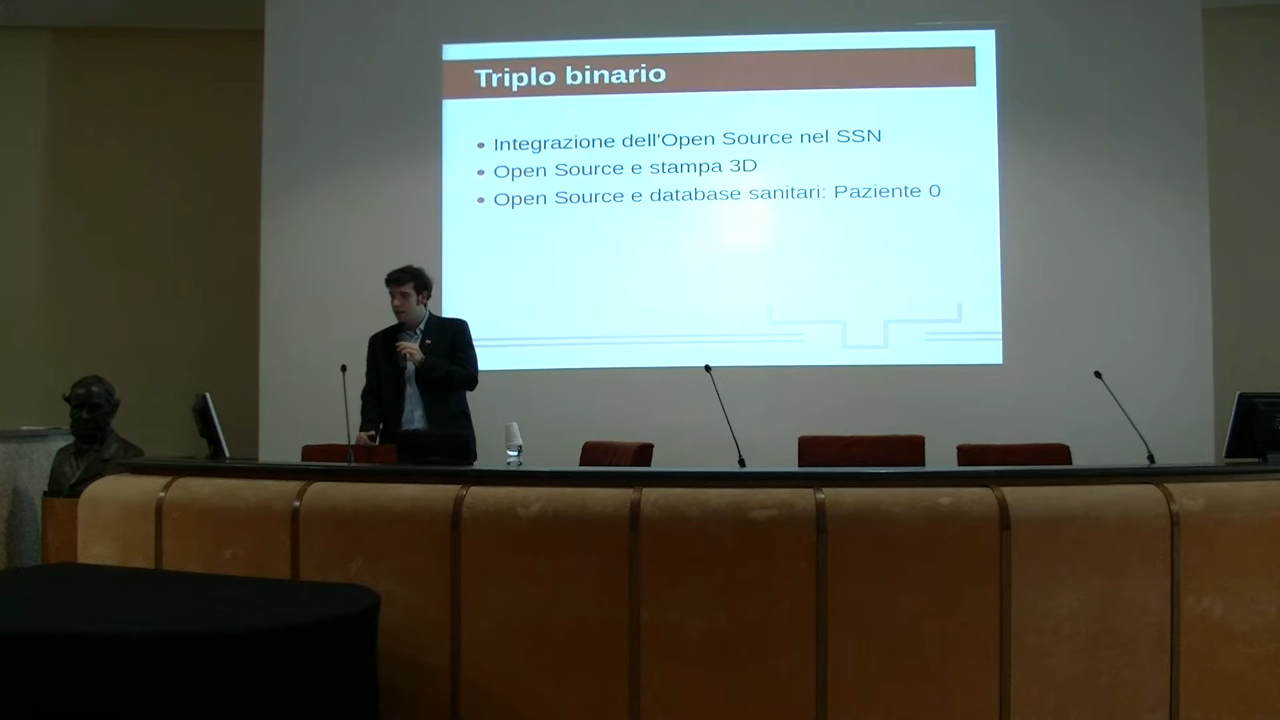 Triplo binario
• Integrazione dell'Open Source nel SSN
• Open Source e stampa 3D
• Open Source e database sanitari: Paziente 0